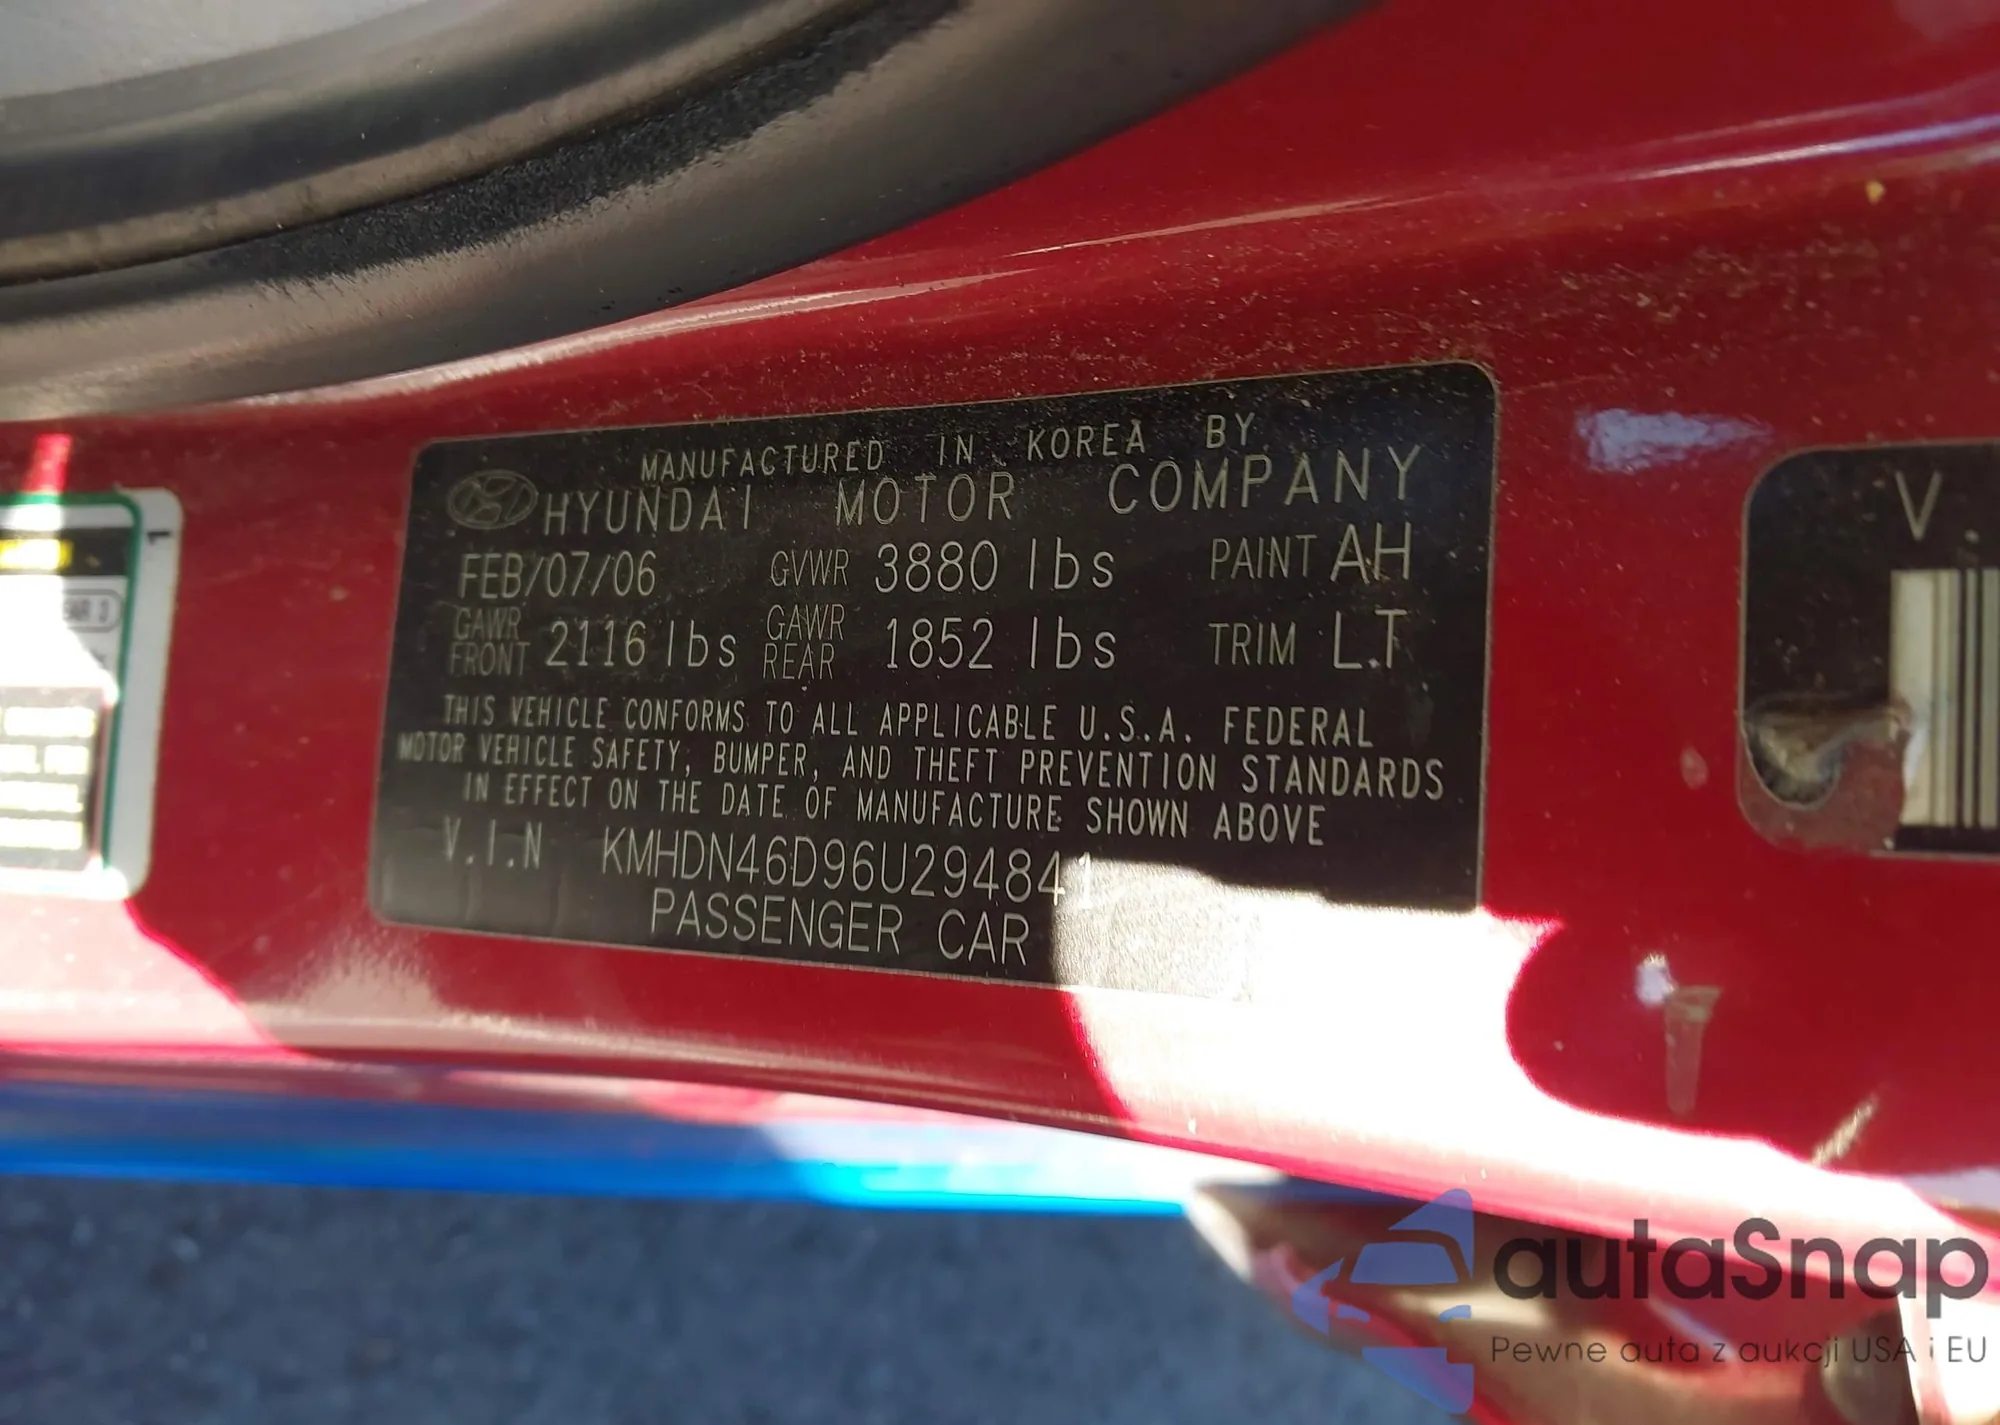 MANUFACTURED IN KOREA BY
HYUNDAI MOTOR COMPANY
FEB/07/06 GVWR 3880 lbs PAINT AH
GAWR FRONT 2116 lbs GAWR REAR 1852 lbs TRIM LT
THIS VEHICLE CONFORMS TO ALL APPLICABLE U.S.A. FEDERAL
MOTOR VEHICLE SAFETY, BUMPER, AND THEFT PREVENTION STANDARDS
IN EFFECT ON THE DATE OF MANUFACTURE SHOWN ABOVE
V.I.N KMHDN46D96U294841
PASSENGER CAR
V
1
autaSnap
Pewne auta z aukcji USA i EU